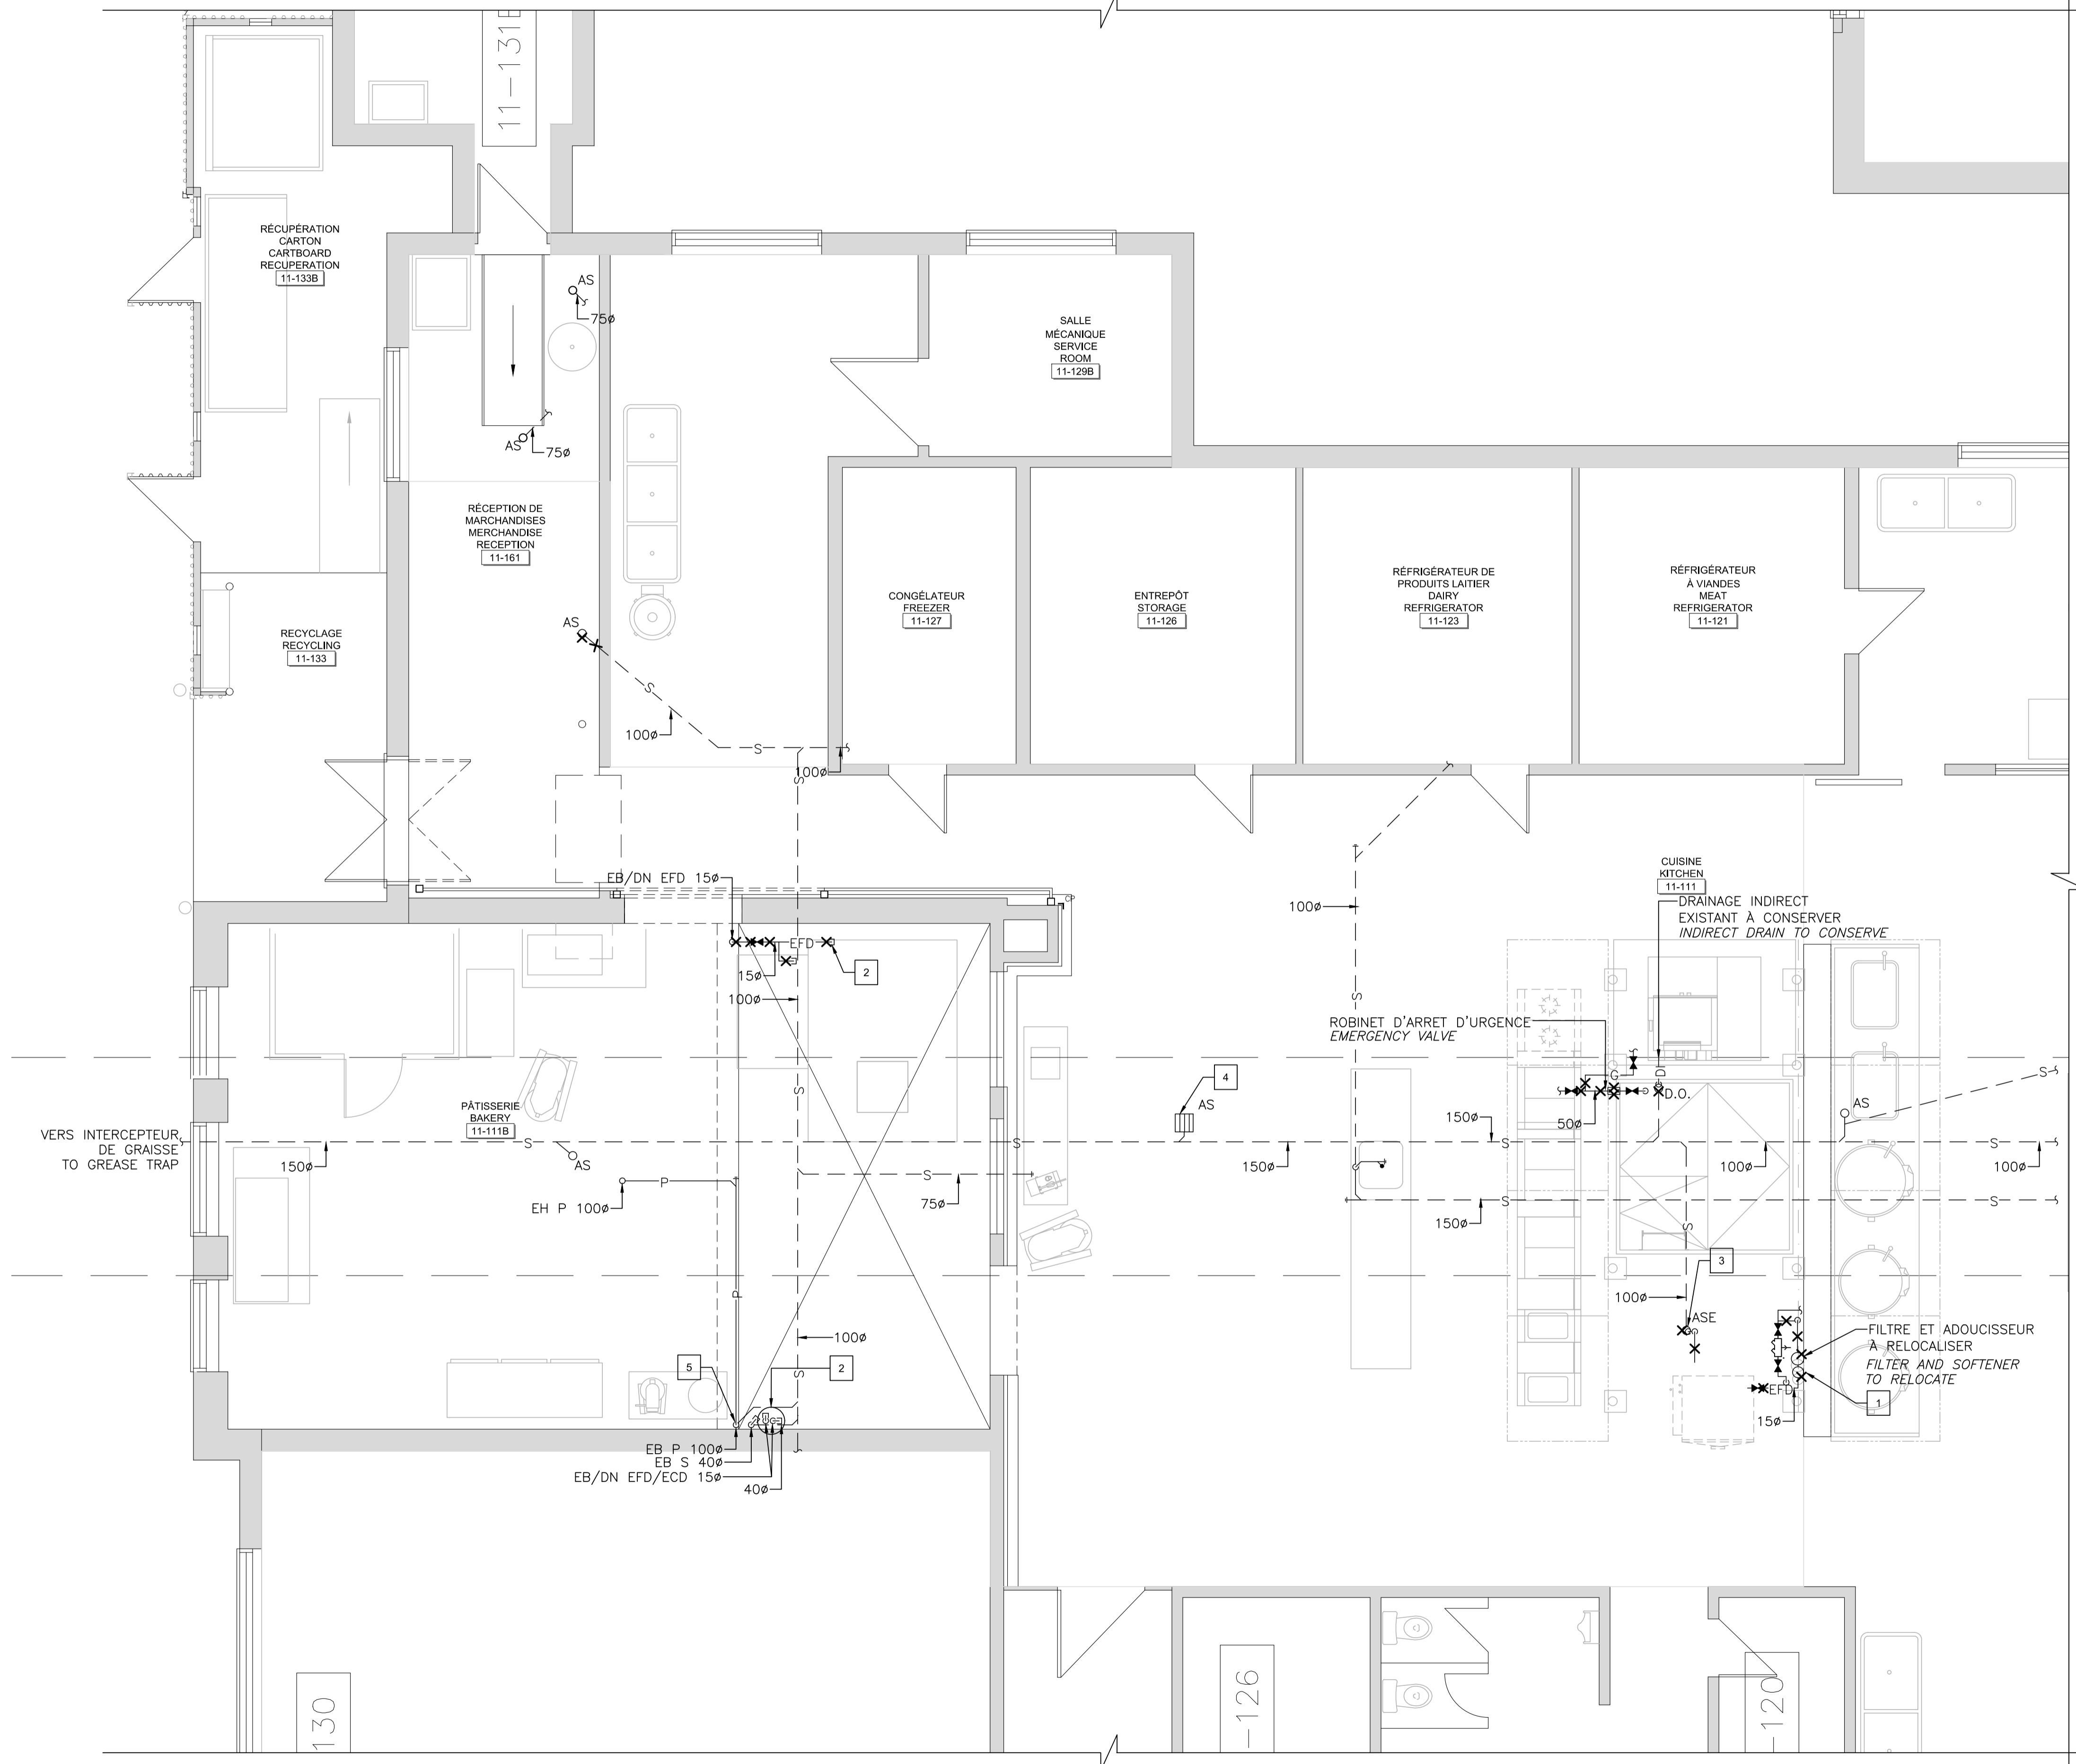 11-131B
RÉCUPÉRATION
CARTON
CARTBOARD
RECUPERATION
11-133B
AS
75ø
SALLE
MÉCANIQUE
SERVICE
ROOM
11-129B
AS
75ø
RÉCEPTION DE
MARCHANDISES
MERCHANDISE
RECEPTION
11-161
RECYCLAGE
RECYCLING
11-133
AS
S
100ø
S
100ø
S
CONGÉLATEUR
FREEZER
11-127
ENTREPÔT
STORAGE
11-126
RÉFRIGÉRATEUR DE
PRODUITS LAITIER
DAIRY
REFRIGERATOR
11-123
RÉFRIGÉRATEUR
À VIANDES
MEAT
REFRIGERATOR
11-121
CUISINE
KITCHEN
11-111
DRAINAGE INDIRECT
EXISTANT À CONSERVER
INDIRECT DRAIN TO CONSERVE
EB/DN EFD 15ø
CP
EFD
15ø
2
100ø
S
100ø
S
ROBINET D'ARRET D'URGENCE
EMERGENCY VALVE
G
DI
D.O.
50ø
4
AS
AS
S
PÂTISSERIE
BAKERY
11-111B
VERS INTERCEPTEUR
DE GRAISSE
TO GREASE TRAP
150ø
S
AS
S
150ø
150ø
S
100ø
S
100ø
EH P 100ø
P
S
75ø
150ø
S
S
S
3
P
100ø
5
2
S
100ø
ASE
FILTRE ET ADOUCISSEUR
À RELOCALISER
FILTER AND SOFTENER
TO RELOCATE
EFD
1
15ø
EB P 100ø
EB S 40ø
EB/DN EFD/ECD 15ø
40ø
130
-126
-120